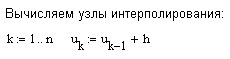 Вычисляем узлы интерполирования:
k := 1.. n    u_k := u_{k-1} + h